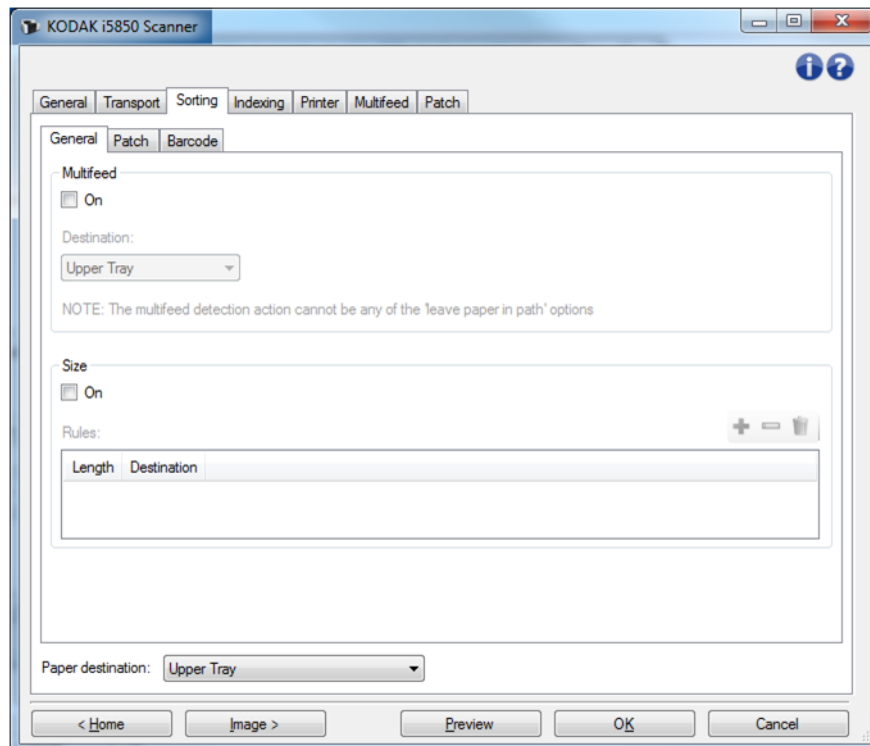 KODAK i5850 Scanner
General Transport Sorting Indexing Printer Multifeed Patch
General Patch Barcode
Multifeed
On
Destination:
Upper Tray
NOTE: The multifeed detection action cannot be any of the 'leave paper in path' options
Size
On
Rules:
Length Destination
Paper destination: Upper Tray
< Home Image > Preview OK Cancel